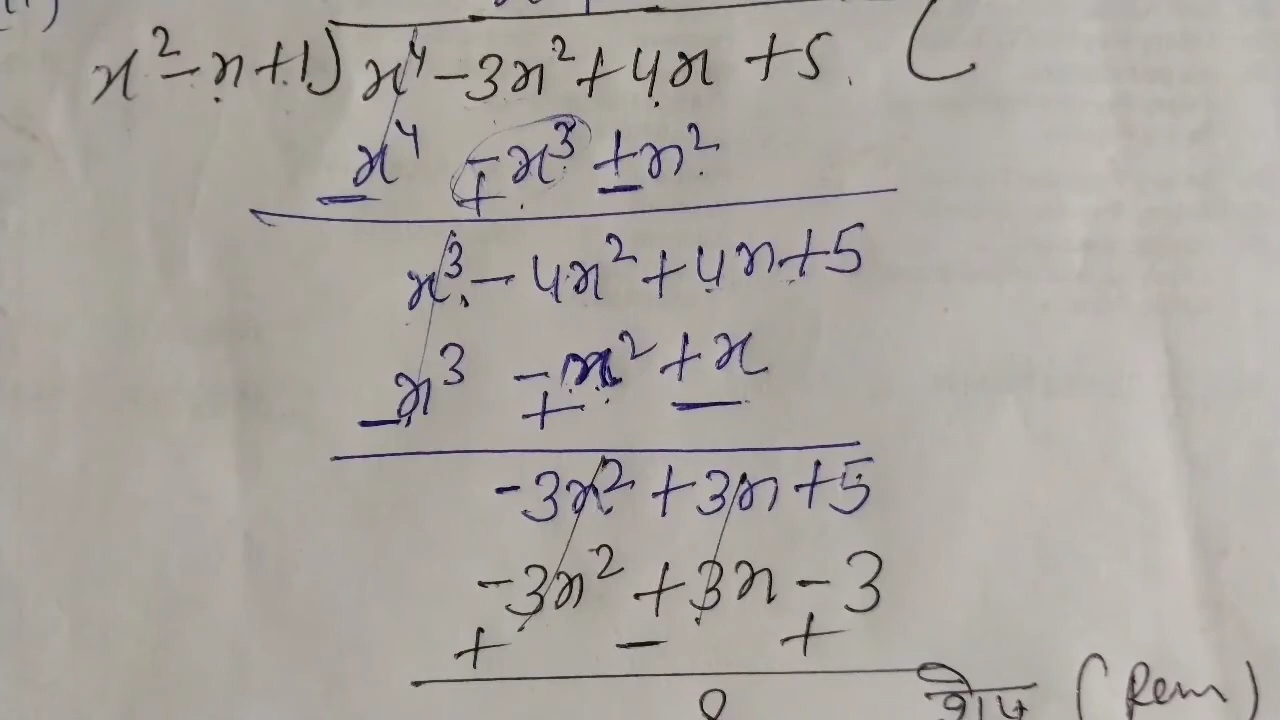 x² - x + 1) x⁴ - 3x² + 4x + 5. (
x⁴ - x³ + x²
- + -
x³ - 4x² + 4x + 5
x³ - x² + x
- + -
-3x² + 3x + 5
-3x² + 3x - 3
+ - +
8 (Rem)